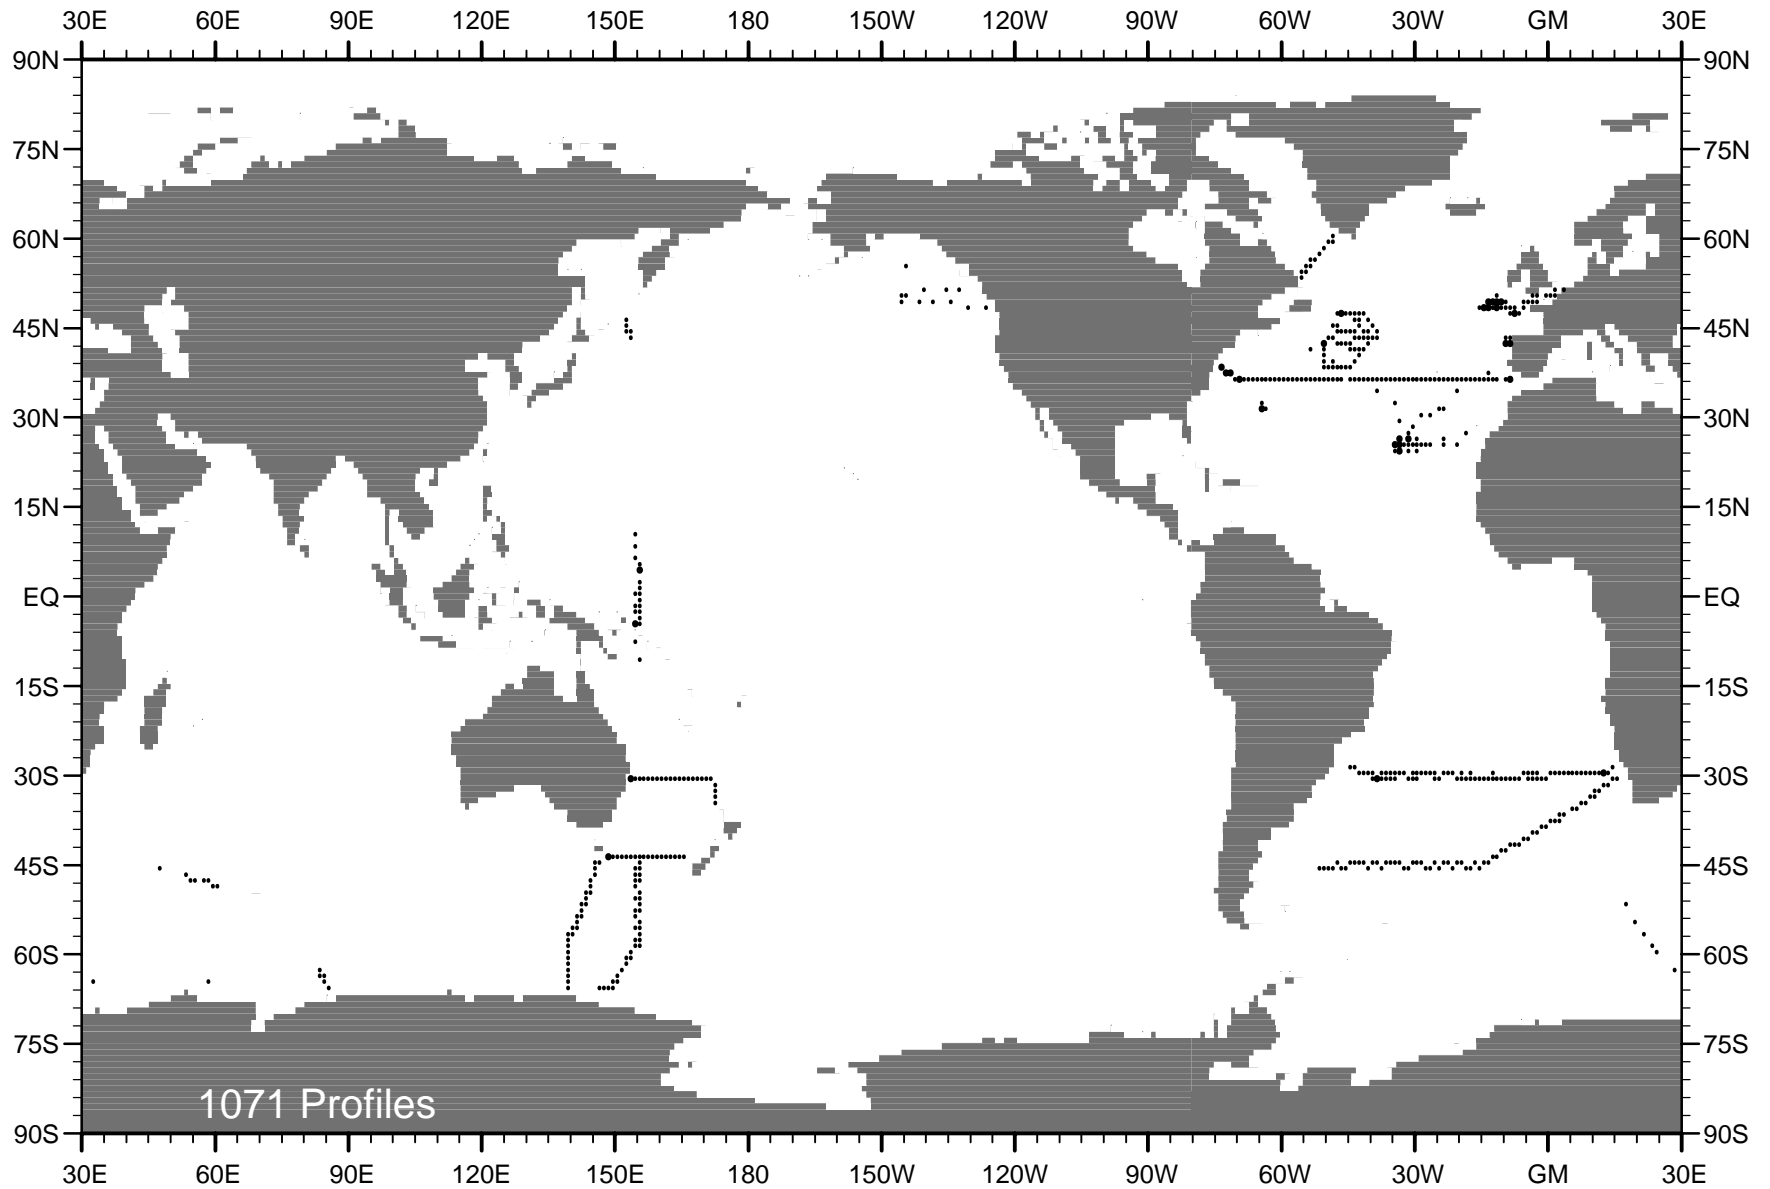 30E 60E 90E 120E 150E 180 150W 120W 90W 60W 30W GM 30E
90N 90N
75N 75N
60N 60N
45N 45N
30N 30N
15N 15N
EQ EQ
15S 15S
30S 30S
45S 45S
60S 60S
75S 75S
1071 Profiles
90S 90S
30E 60E 90E 120E 150E 180 150W 120W 90W 60W 30W GM 30E